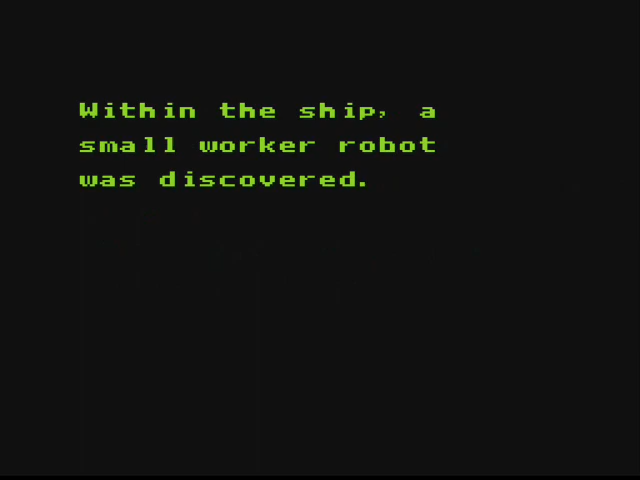 Within the ship, a
small worker robot
was discovered.